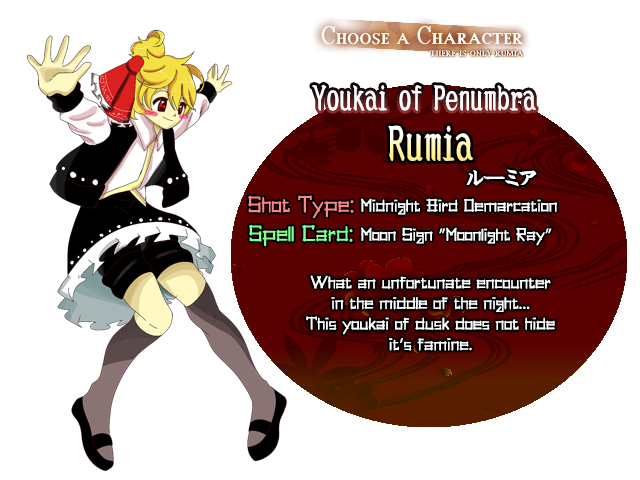 Choose a Character
there is only rumia
Youkai of Penumbra
Rumia
ルーミア
Shot Type: Midnight Bird Demarcation
Spell Card: Moon Sign "Moonlight Ray"
What an unfortunate encounter
in the middle of the night...
This youkai of dusk does not hide
it's famine.